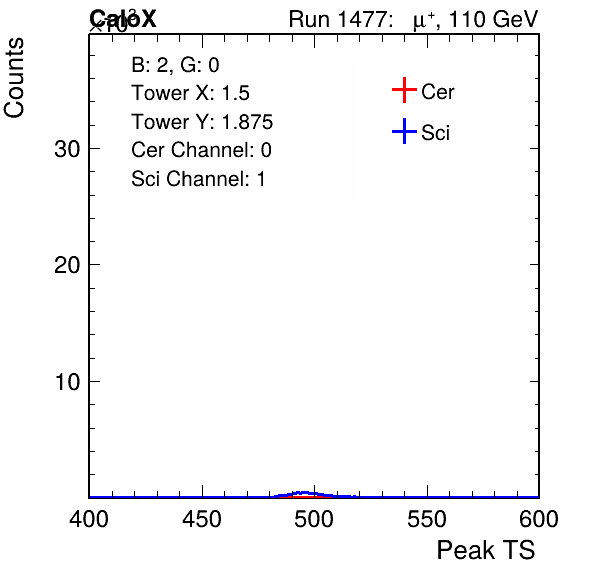 CaloX Run 1477: μ⁺, 110 GeV
×10³
Counts
B: 2, G: 0
Tower X: 1.5
Tower Y: 1.875
Cer Channel: 0
Sci Channel: 1
Cer
Sci
30
20
10
400 450 500 550 600
Peak TS